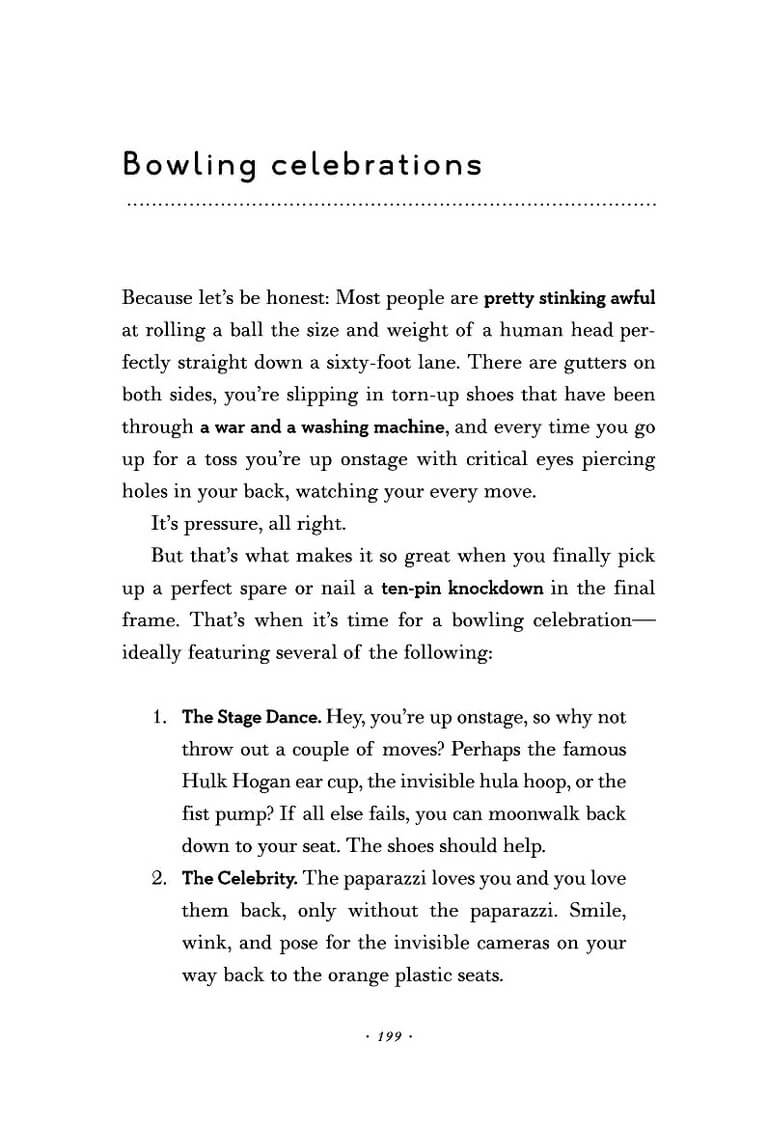 Bowling celebrations
Because let’s be honest: Most people are pretty stinking awful
at rolling a ball the size and weight of a human head per-
fectly straight down a sixty-foot lane. There are gutters on
both sides, you’re slipping in torn-up shoes that have been
through a war and a washing machine, and every time you go
up for a toss you’re up onstage with critical eyes piercing
holes in your back, watching your every move.
It’s pressure, all right.
But that’s what makes it so great when you finally pick
up a perfect spare or nail a ten-pin knockdown in the final
frame. That’s when it’s time for a bowling celebration—
ideally featuring several of the following:
1. The Stage Dance. Hey, you’re up onstage, so why not
throw out a couple of moves? Perhaps the famous
Hulk Hogan ear cup, the invisible hula hoop, or the
fist pump? If all else fails, you can moonwalk back
down to your seat. The shoes should help.
2. The Celebrity. The paparazzi loves you and you love
them back, only without the paparazzi. Smile,
wink, and pose for the invisible cameras on your
way back to the orange plastic seats.
· 199 ·